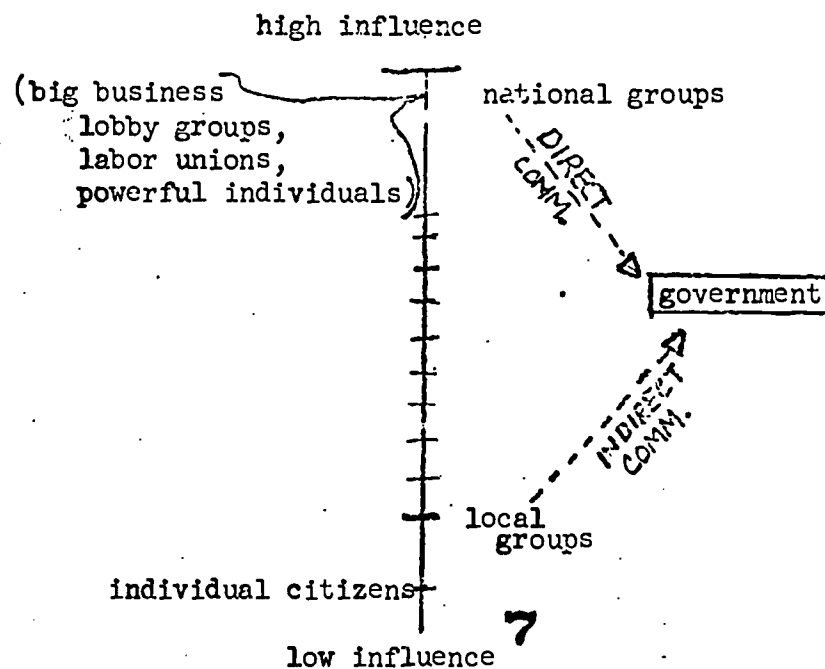 high influence
(big business
lobby groups,
labor unions,
powerful individuals)
national groups
DIRECT
COMM.
government
INDIRECT
COMM.
local
groups
individual citizens
7
low influence